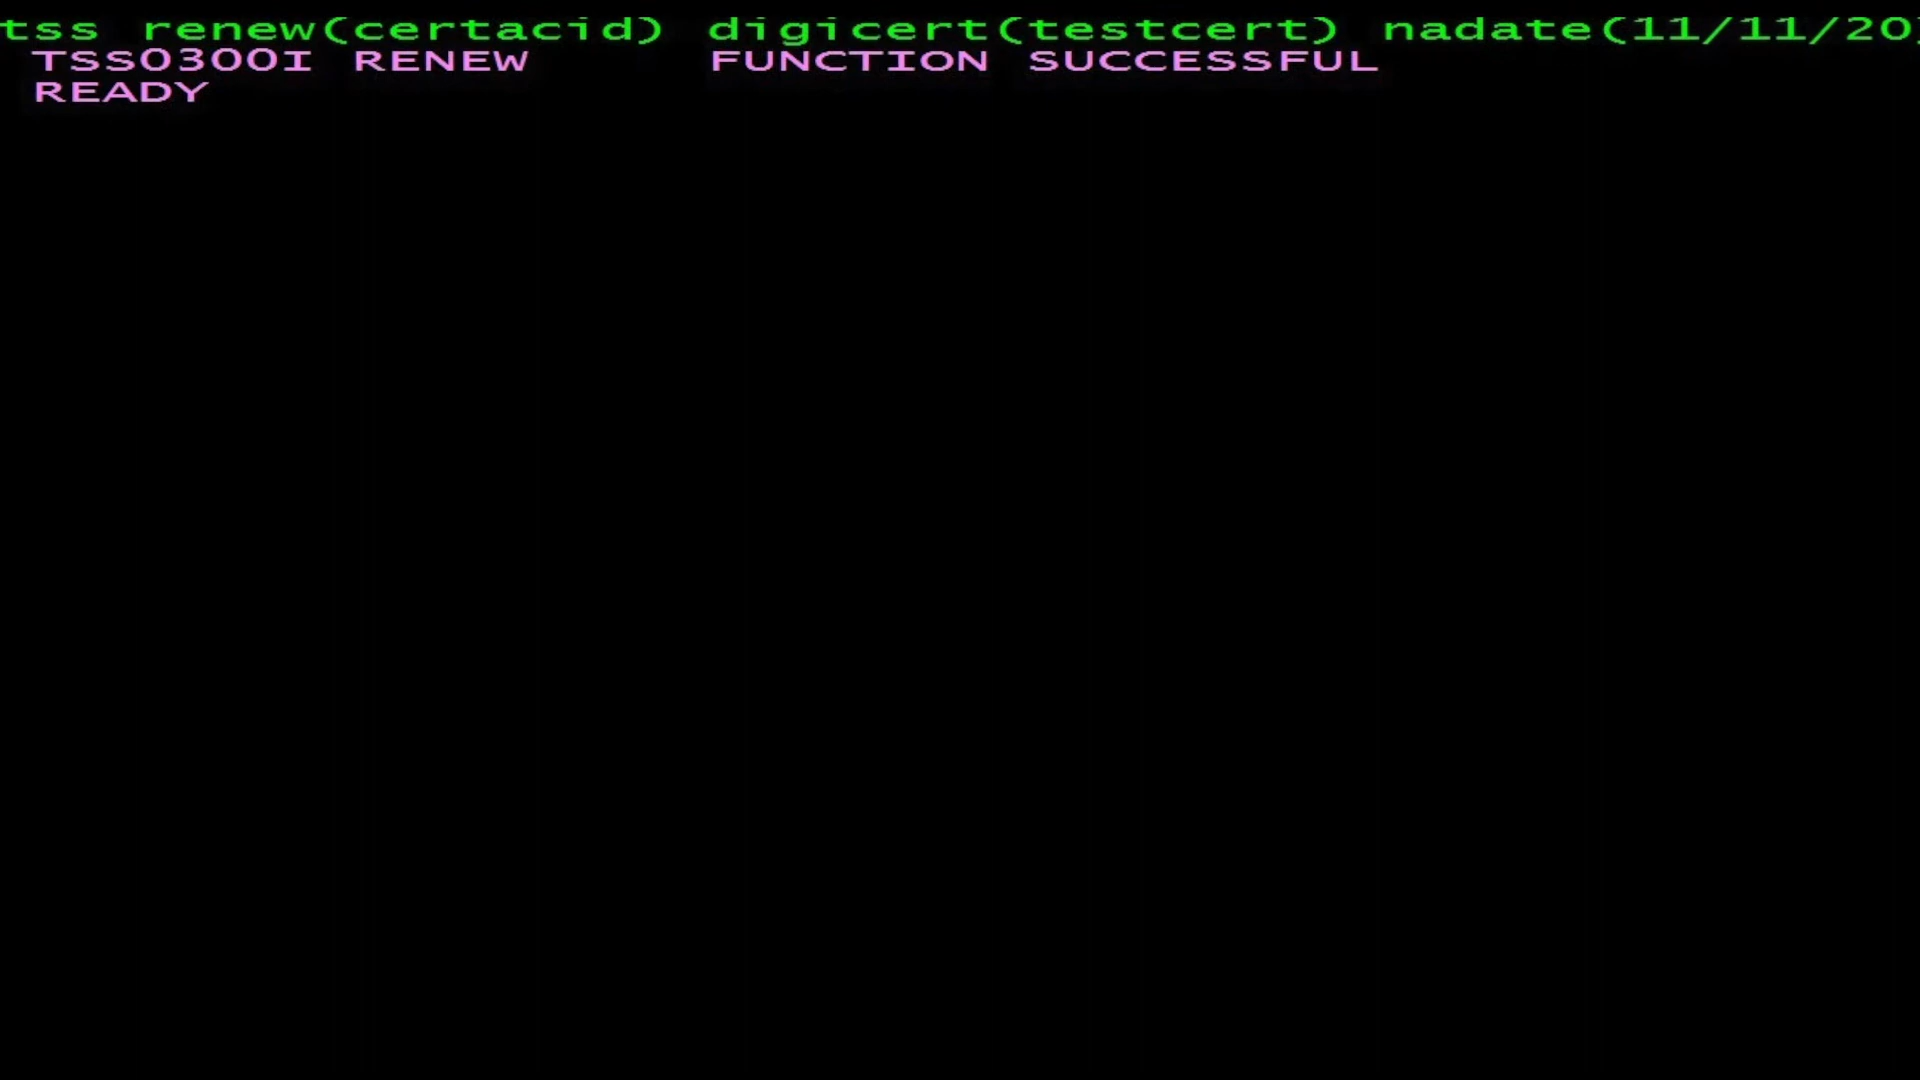 tss renew(certacid) digicert(testcert) nadate(11/11/20)
TSS0300I RENEW FUNCTION SUCCESSFUL
READY